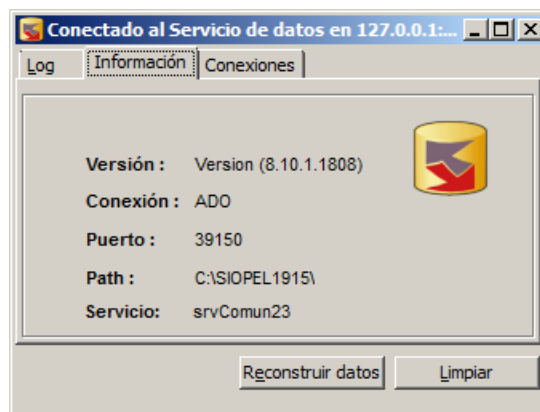 Conectado al Servicio de datos en 127.0.0.1:...
Log Información Conexiones
Versión : Version (8.10.1.1808)
Conexión : ADO
Puerto : 39150
Path : C:\SIOPEL1915\
Servicio: srvComun23
Reconstruir datos Limpiar